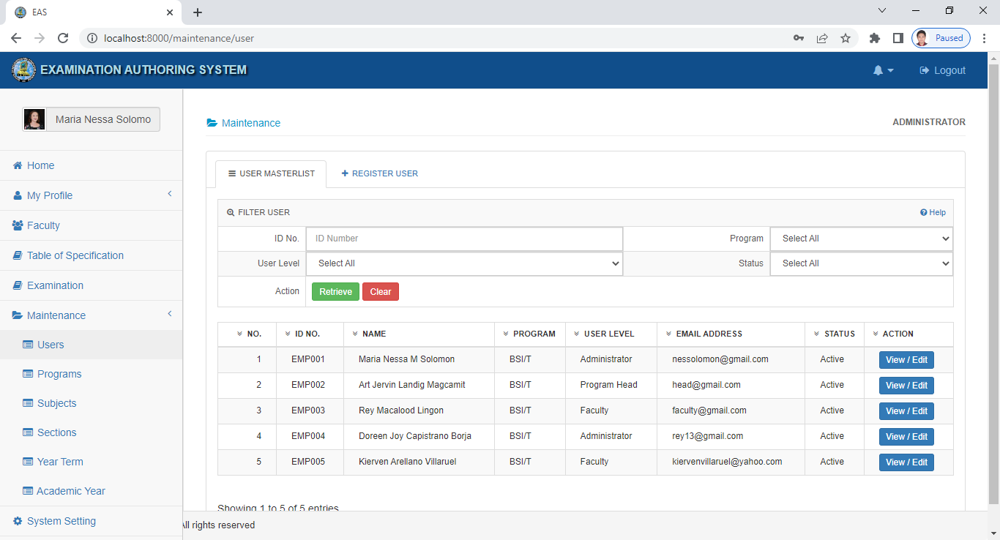 EAS
localhost:8000/maintenance/user
Paused
EXAMINATION AUTHORING SYSTEM
Logout
Maria Nessa Solomo
Maintenance
ADMINISTRATOR
Home
My Profile
Faculty
Table of Specification
Examination
Maintenance
Users
Programs
Subjects
Sections
Year Term
Academic Year
System Setting
USER MASTERLIST
REGISTER USER
FILTER USER
Help
ID No. ID Number Program Select All
User Level Select All Status Select All
Action Retrieve Clear
NO. ID NO. NAME PROGRAM USER LEVEL EMAIL ADDRESS STATUS ACTION
1 EMP001 Maria Nessa M Solomon BSI/T Administrator nessolomon@gmail.com Active View / Edit
2 EMP002 Art Jervin Landig Magcamit BSI/T Program Head head@gmail.com Active View / Edit
3 EMP003 Rey Macalood Lingon BSI/T Faculty faculty@gmail.com Active View / Edit
4 EMP004 Doreen Joy Capistrano Borja BSI/T Administrator rey13@gmail.com Active View / Edit
5 EMP005 Kierven Arellano Villaruel BSI/T Faculty kiervenvillaruel@yahoo.com Active View / Edit
Showing 1 to 5 of 5 entries
All rights reserved